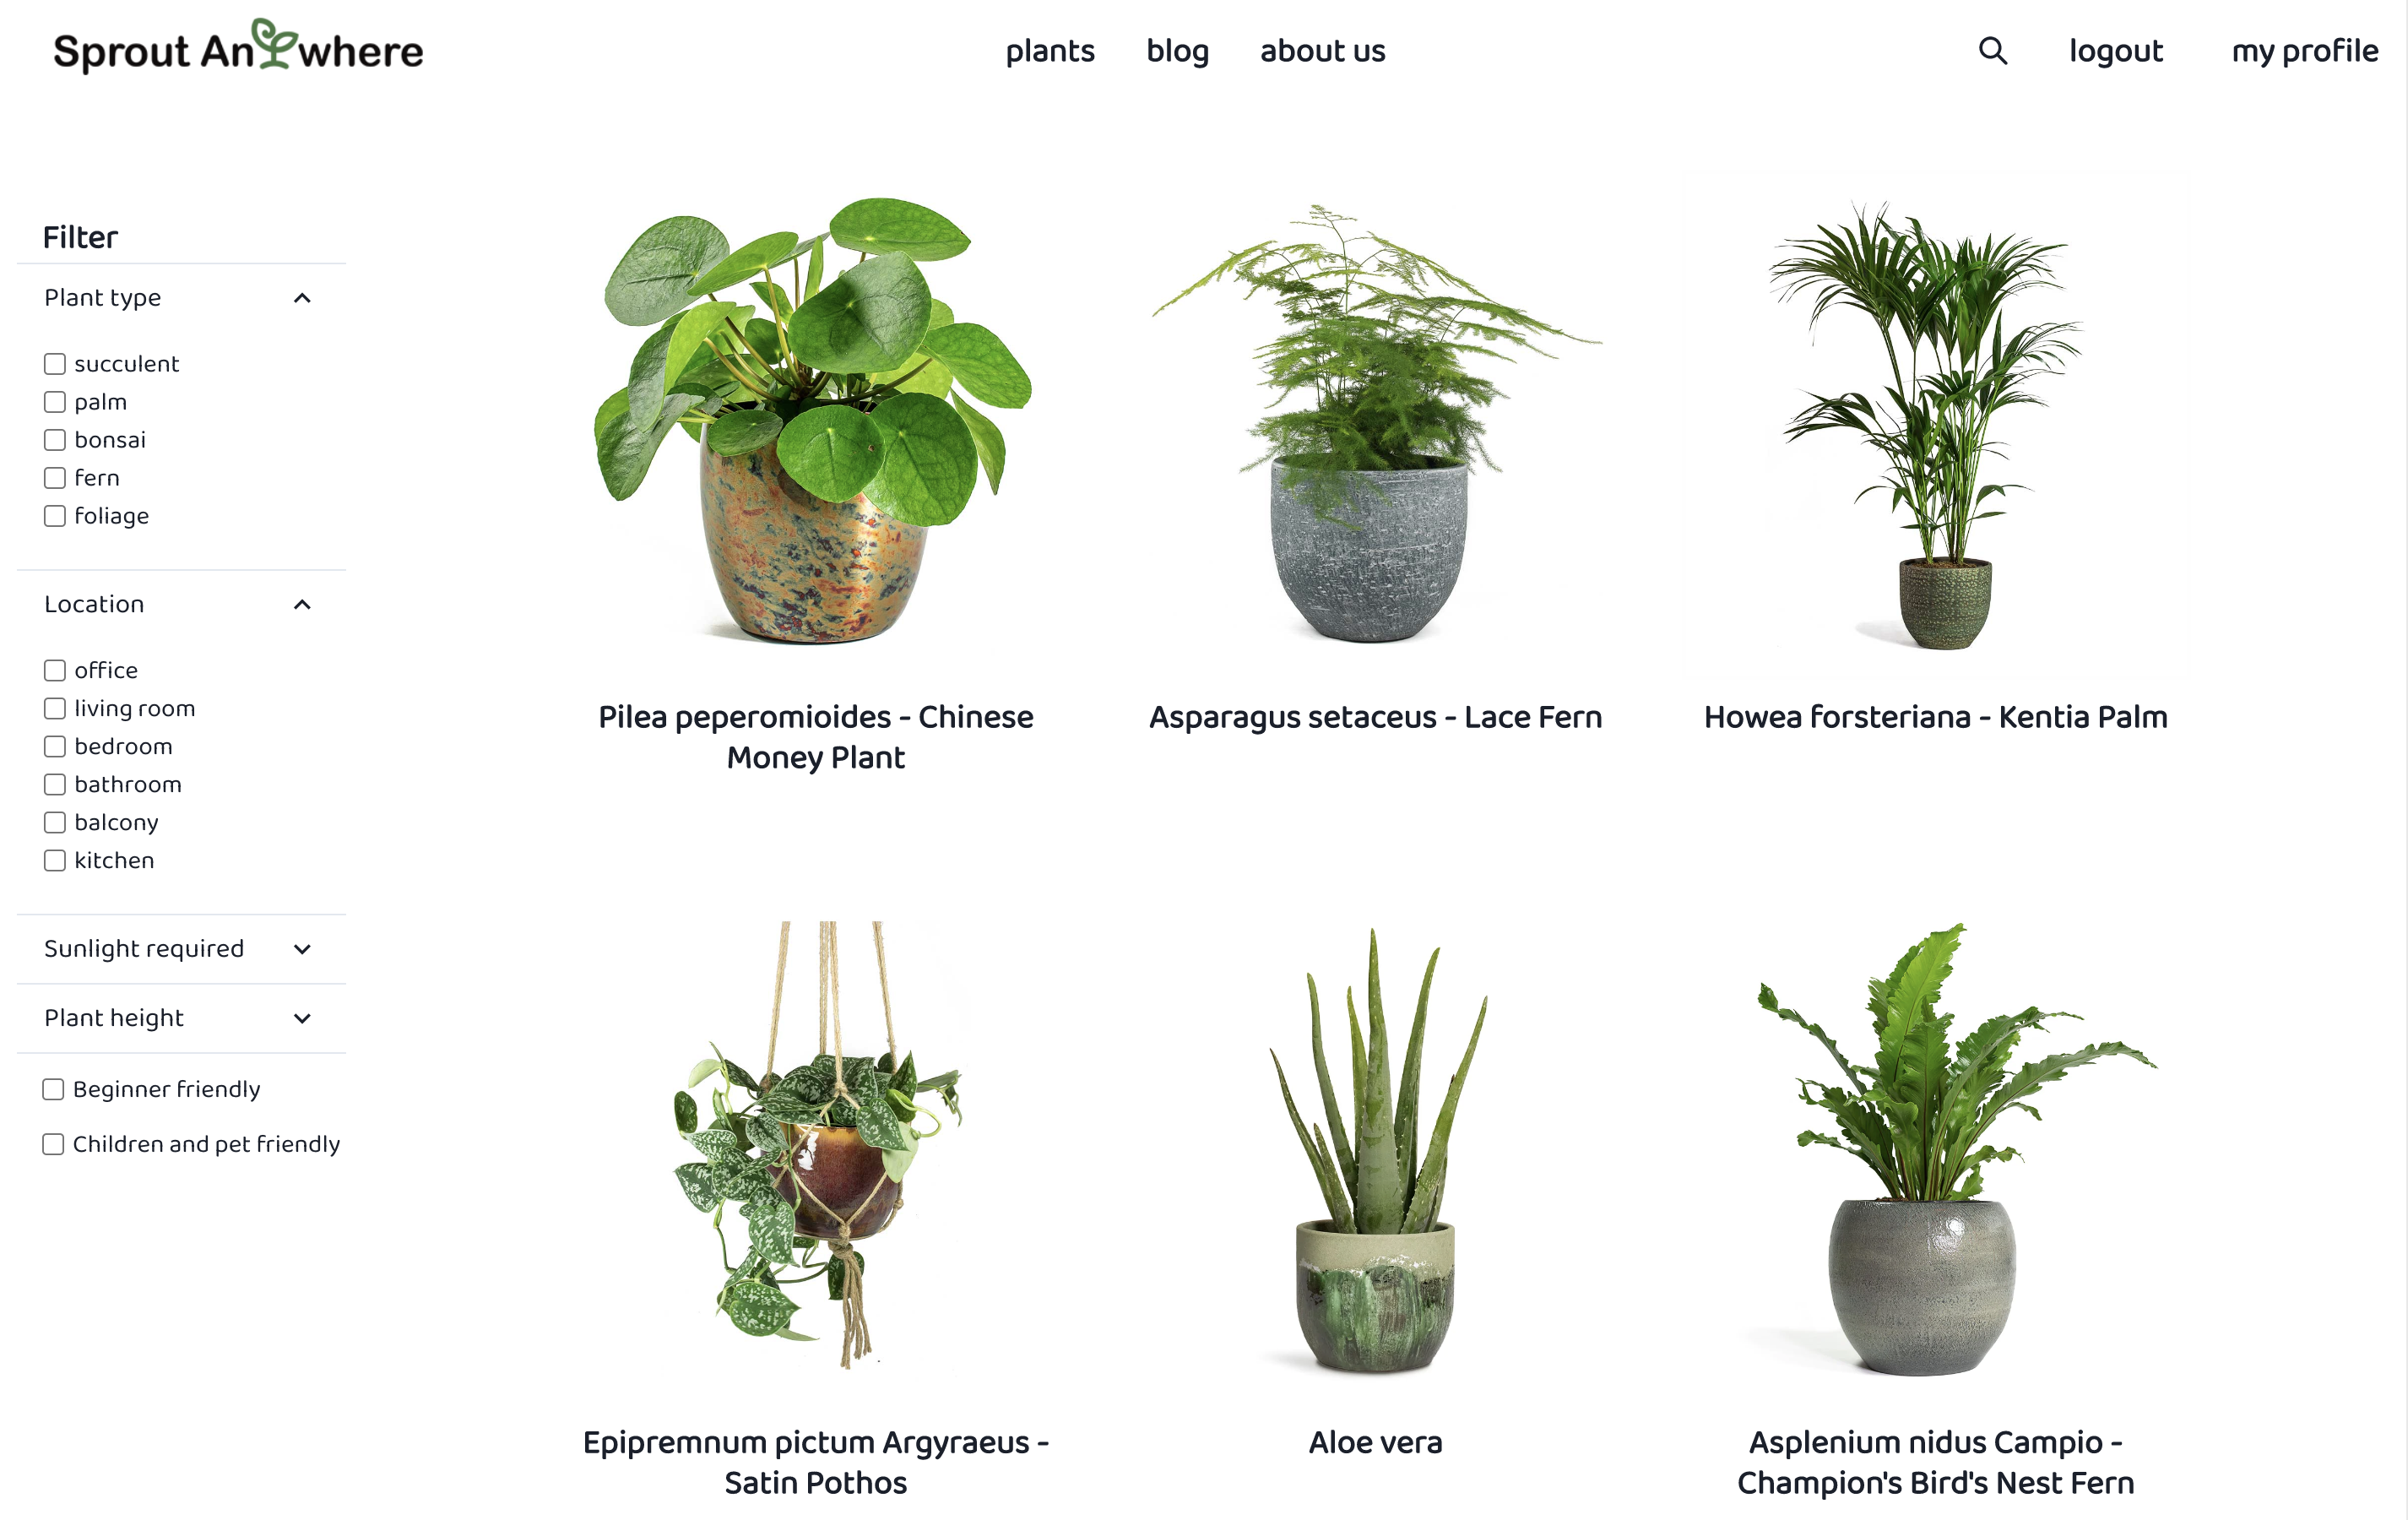 Sprout Anywhere
plants
blog
about us
logout
my profile
Filter
Plant type
succulent
palm
bonsai
fern
foliage
Location
office
living room
bedroom
bathroom
balcony
kitchen
Sunlight required
Plant height
Beginner friendly
Children and pet friendly
Pilea peperomioides - Chinese
Money Plant
Asparagus setaceus - Lace Fern
Howea forsteriana - Kentia Palm
Epipremnum pictum Argyraeus -
Satin Pothos
Aloe vera
Asplenium nidus Campio -
Champion's Bird's Nest Fern